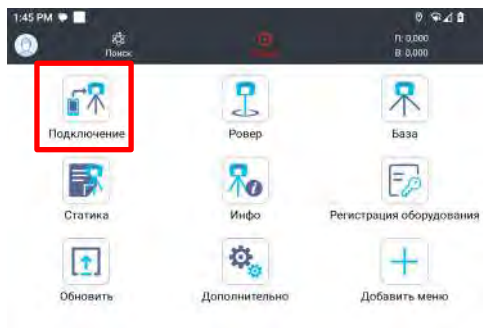 1:45 PM
Поиск
П: 0,000
В: 0,000
Подключение
Ровер
База
Статика
Инфо
Регистрация оборудования
Обновить
Дополнительно
Добавить меню